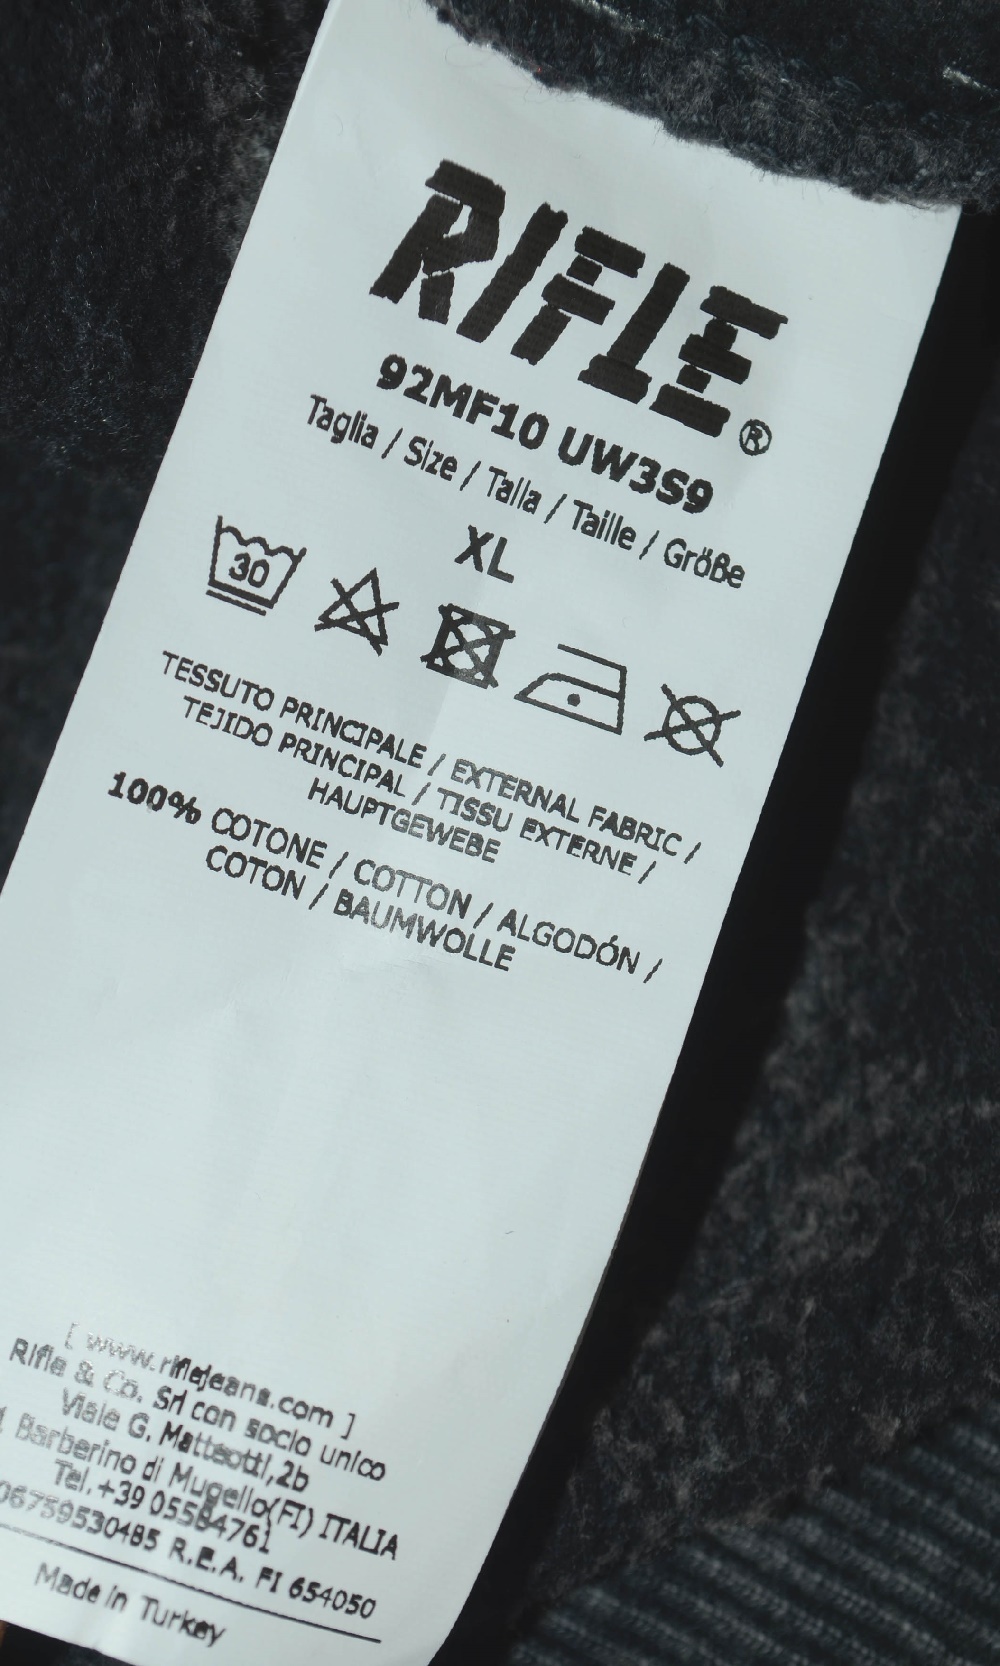 RIFLE®
92MF10 UW3S9
Taglia / Size / Talla / Taille / Größe
XL
30
TESSUTO PRINCIPALE / EXTERNAL FABRIC /
TEJIDO PRINCIPAL / TISSU EXTERNE /
HAUPTGEWEBE
100% COTONE / COTTON / ALGODÓN /
COTON / BAUMWOLLE
[ www.riflejeans.com ]
Rifle & Co. Srl con socio unico
Viale G. Matteotti,2b
Barberino di Mugello(FI) ITALIA
Tel.+39 05584761
06759530485 R.E.A. FI 654050
Made in Turkey